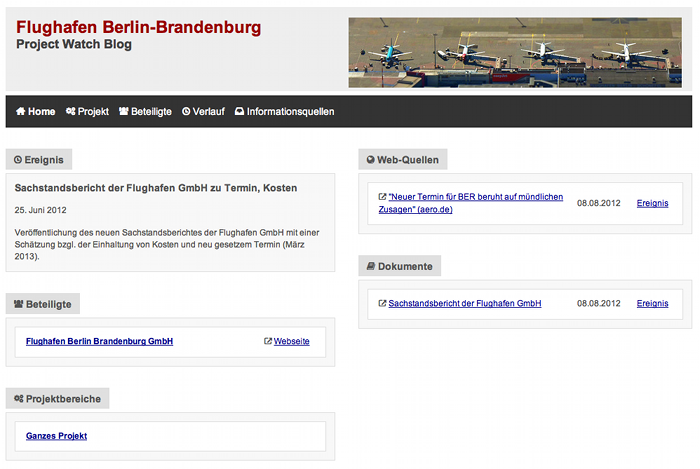 Flughafen Berlin-Brandenburg
Project Watch Blog
Home Projekt Beteiligte Verlauf Informationsquellen
Ereignis
Sachstandsbericht der Flughafen GmbH zu Termin, Kosten
25. Juni 2012
Veröffentlichung des neuen Sachstandsberichtes der Flughafen GmbH mit einer
Schätzung bzgl. der Einhaltung von Kosten und neu gesetzem Termin (März
2013).
Beteiligte
Flughafen Berlin Brandenburg GmbH Webseite
Projektbereiche
Ganzes Projekt
Web-Quellen
"Neuer Termin für BER beruht auf mündlichen
Zusagen" (aero.de) 08.08.2012 Ereignis
Dokumente
Sachstandsbericht der Flughafen GmbH 08.08.2012 Ereignis